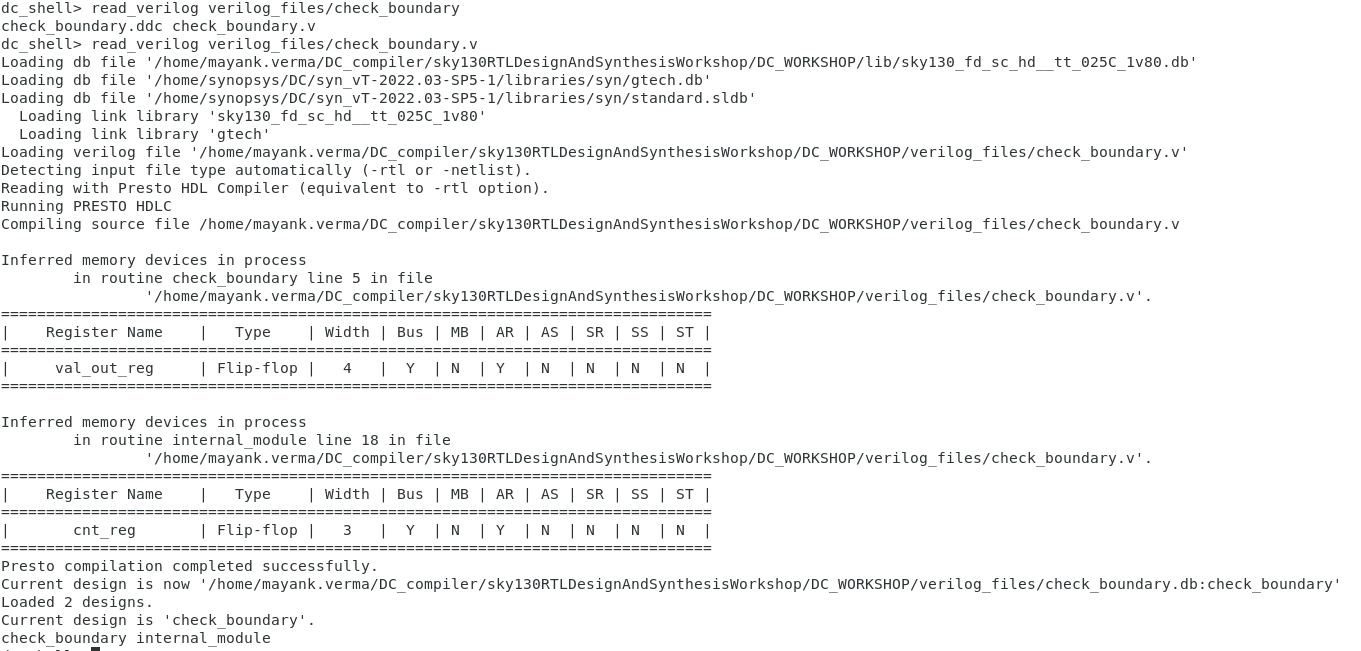 dc_shell> read_verilog verilog_files/check_boundary
check_boundary.ddc check_boundary.v
dc_shell> read_verilog verilog_files/check_boundary.v
Loading db file '/home/mayank.verma/DC_compiler/sky130RTLDesignAndSynthesisWorkshop/DC_WORKSHOP/lib/sky130_fd_sc_hd__tt_025C_1v80.db'
Loading db file '/home/synopsys/DC/syn_vT-2022.03-SP5-1/libraries/syn/gtech.db'
Loading db file '/home/synopsys/DC/syn_vT-2022.03-SP5-1/libraries/syn/standard.sldb'
  Loading link library 'sky130_fd_sc_hd__tt_025C_1v80'
  Loading link library 'gtech'
Loading verilog file '/home/mayank.verma/DC_compiler/sky130RTLDesignAndSynthesisWorkshop/DC_WORKSHOP/verilog_files/check_boundary.v'
Detecting input file type automatically (-rtl or -netlist).
Reading with Presto HDL Compiler (equivalent to -rtl option).
Running PRESTO HDLC
Compiling source file /home/mayank.verma/DC_compiler/sky130RTLDesignAndSynthesisWorkshop/DC_WORKSHOP/verilog_files/check_boundary.v
Inferred memory devices in process
        in routine check_boundary line 5 in file
                '/home/mayank.verma/DC_compiler/sky130RTLDesignAndSynthesisWorkshop/DC_WORKSHOP/verilog_files/check_boundary.v'.
===============================================================================
|    Register Name    |   Type    | Width | Bus | MB | AR | AS | SR | SS | ST |
===============================================================================
|     val_out_reg     | Flip-flop |   4   |  Y  | N  | Y  | N  | N  | N  | N  |
===============================================================================
Inferred memory devices in process
        in routine internal_module line 18 in file
                '/home/mayank.verma/DC_compiler/sky130RTLDesignAndSynthesisWorkshop/DC_WORKSHOP/verilog_files/check_boundary.v'.
===============================================================================
|    Register Name    |   Type    | Width | Bus | MB | AR | AS | SR | SS | ST |
===============================================================================
|       cnt_reg       | Flip-flop |   3   |  Y  | N  | Y  | N  | N  | N  | N  |
===============================================================================
Presto compilation completed successfully.
Current design is now '/home/mayank.verma/DC_compiler/sky130RTLDesignAndSynthesisWorkshop/DC_WORKSHOP/verilog_files/check_boundary.db:check_boundary'
Loaded 2 designs.
Current design is 'check_boundary'.
check_boundary internal_module